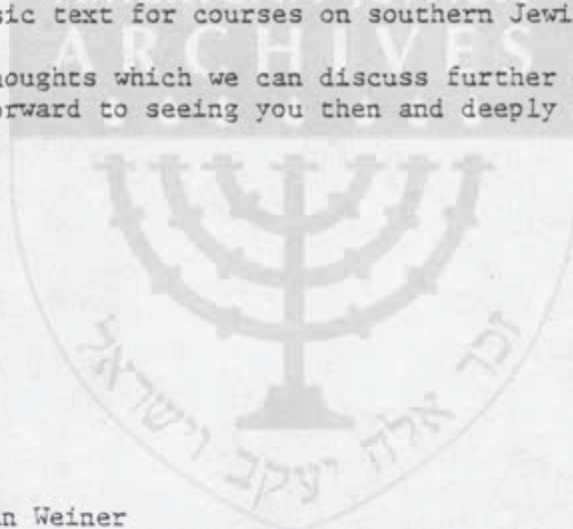 sic text for courses on southern Jewi
ARCHIVES
houghts which we can discuss further
orward to seeing you then and deeply
זכר אלה יעקב וישראל
n Weiner